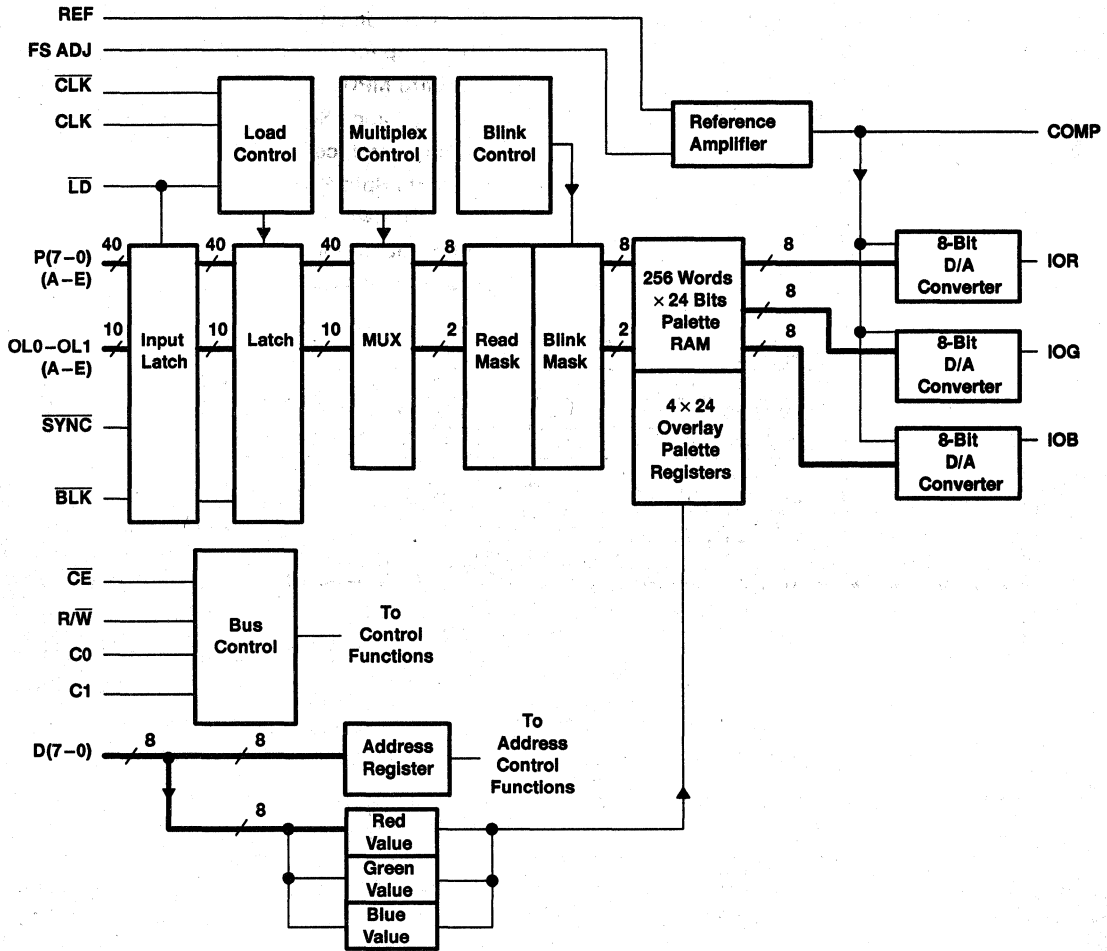 REF
FS ADJ
CLK
CLK
LD
Load
Control
Multiplex
Control
Blink
Control
Reference
Amplifier
COMP
P(7−0)
(A−E)
40
40
40
8
8
8
OL0−OL1
(A−E)
10
10
10
2
2
8
8
Input
Latch
Latch
MUX
Read
Mask
Blink
Mask
256 Words
× 24 Bits
Palette
RAM
4 × 24
Overlay
Palette
Registers
8-Bit
D/A
Converter
IOR
8-Bit
D/A
Converter
IOG
8-Bit
D/A
Converter
IOB
SYNC
BLK
CE
R/W
C0
C1
Bus
Control
To
Control
Functions
D(7−0)
8
8
Address
Register
To
Address
Control
Functions
8
Red
Value
Green
Value
Blue
Value